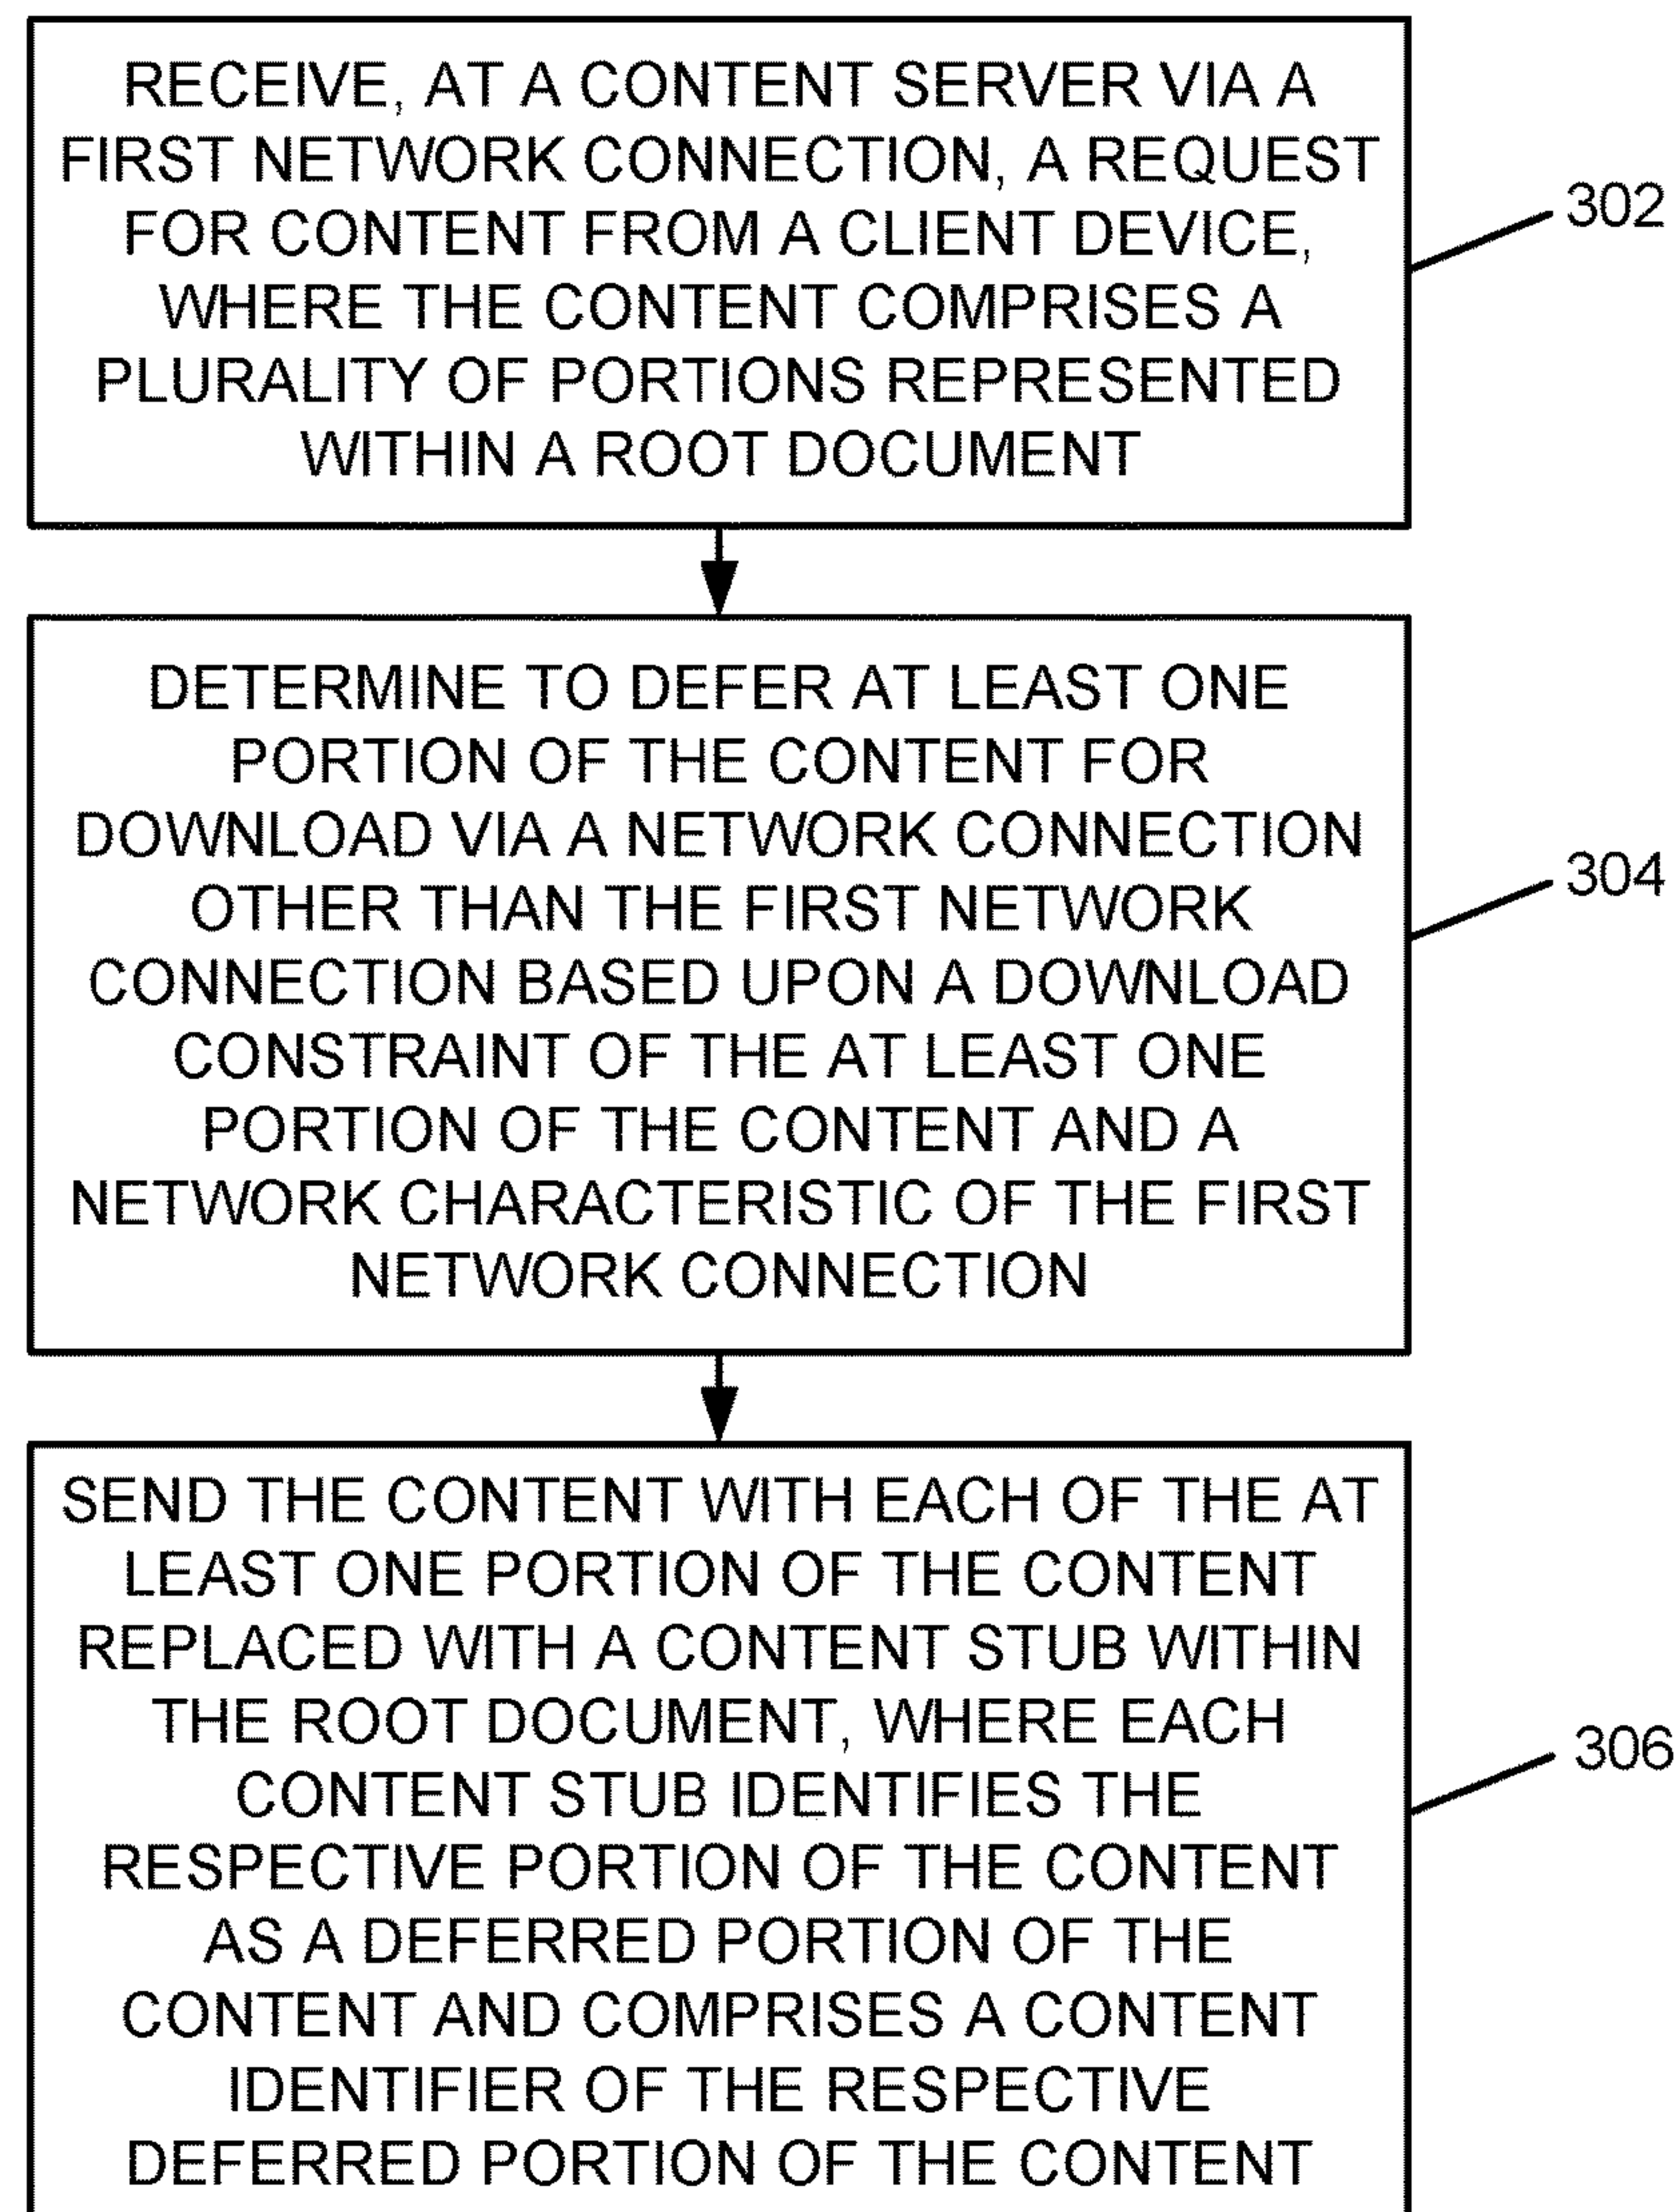 RECEIVE, AT A CONTENT SERVER VIA A
FIRST NETWORK CONNECTION, A REQUEST
FOR CONTENT FROM A CLIENT DEVICE,
WHERE THE CONTENT COMPRISES A
PLURALITY OF PORTIONS REPRESENTED
WITHIN A ROOT DOCUMENT
302
DETERMINE TO DEFER AT LEAST ONE
PORTION OF THE CONTENT FOR
DOWNLOAD VIA A NETWORK CONNECTION
OTHER THAN THE FIRST NETWORK
CONNECTION BASED UPON A DOWNLOAD
CONSTRAINT OF THE AT LEAST ONE
PORTION OF THE CONTENT AND A
NETWORK CHARACTERISTIC OF THE FIRST
NETWORK CONNECTION
304
SEND THE CONTENT WITH EACH OF THE AT
LEAST ONE PORTION OF THE CONTENT
REPLACED WITH A CONTENT STUB WITHIN
THE ROOT DOCUMENT, WHERE EACH
CONTENT STUB IDENTIFIES THE
RESPECTIVE PORTION OF THE CONTENT
AS A DEFERRED PORTION OF THE
CONTENT AND COMPRISES A CONTENT
IDENTIFIER OF THE RESPECTIVE
DEFERRED PORTION OF THE CONTENT
306